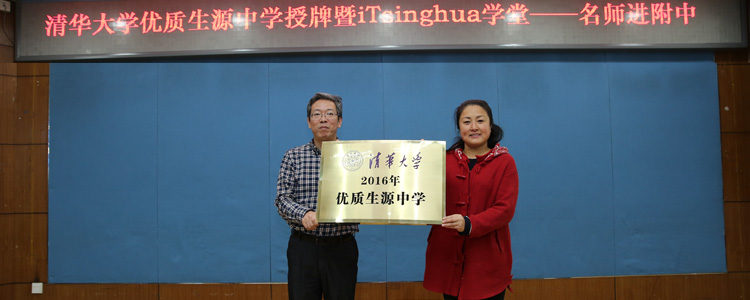 清华大学优质生源中学授牌暨iTsinghua学堂——名师进附中
清华大学
2016年
优质生源中学